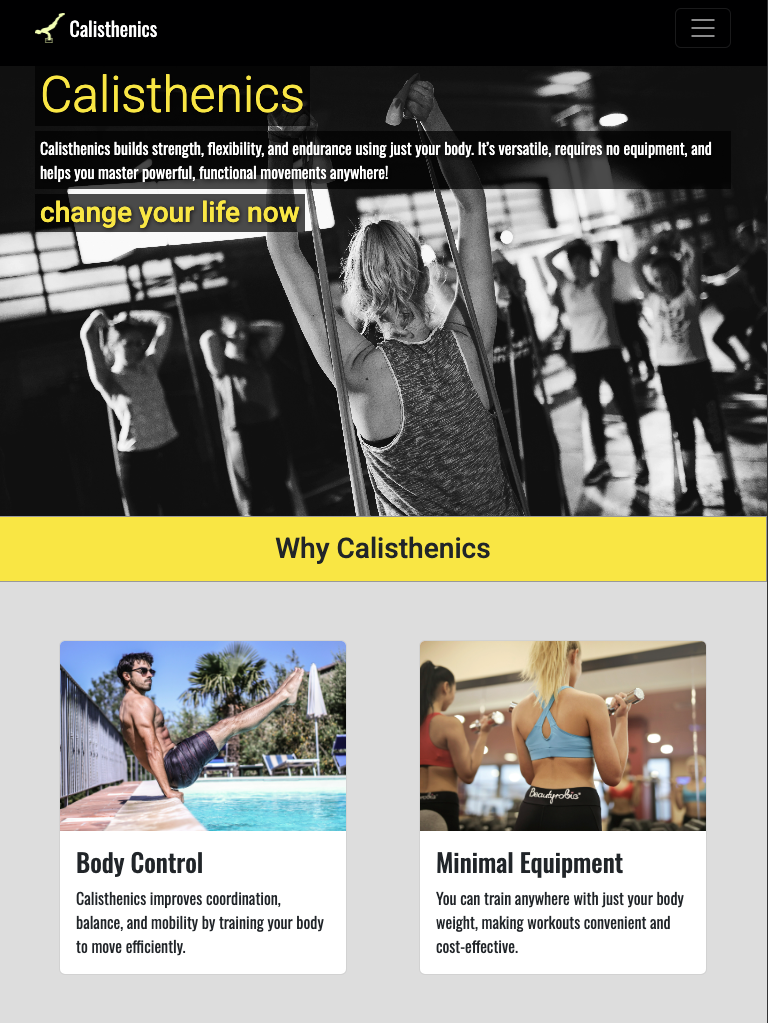 Calisthenics
Calisthenics
Calisthenics builds strength, flexibility, and endurance using just your body. It's versatile, requires no equipment, and
helps you master powerful, functional movements anywhere!
change your life now
Why Calisthenics
Beautyrobic®
Body Control
Calisthenics improves coordination,
balance, and mobility by training your body
to move efficiently.
Minimal Equipment
You can train anywhere with just your body
weight, making workouts convenient and
cost-effective.